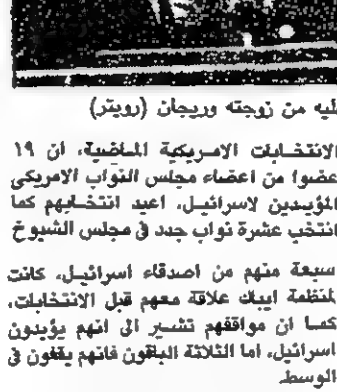 ليه من زوجته وريجان (رويتر)
الانتخابات الامريكية الماضية، ان ١٩
عضوا من اعضاء مجلس النواب الامريكى
المؤيدين لاسرائيل، اعيد انتخابهم كما
انتخب عشرة نواب جدد في مجلس الشيوخ
سبعة منهم من اصدقاء اسرائيل، كانت
لمنظمة ايباك علاقة معهم قبل الانتخابات،
كما ان مواقفهم تشير الى انهم يؤيدون
اسرائيل، اما الثلاثة الباقون فانهم يقفون في
الوسط